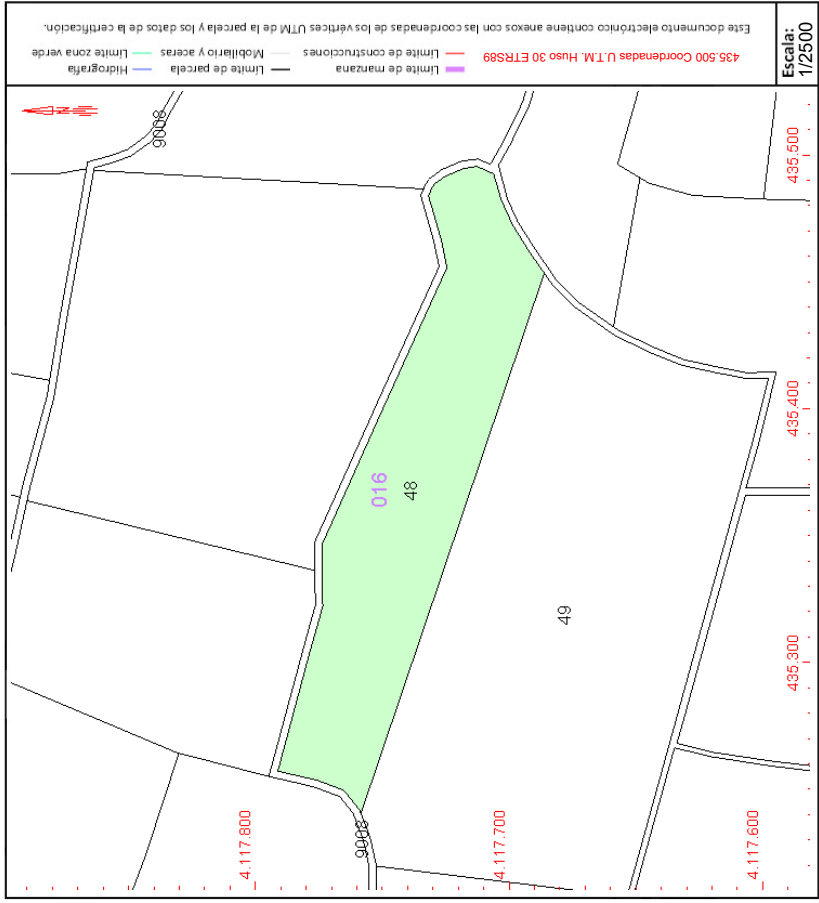 Este documento electrónico contiene anexos con las coordenadas de los vértices UTM de la parcela y los datos de la certificación.
435.500 Coordenadas U.T.M. Huso 30 ETRS89
Límite de manzana
Límite de parcela
Hidrografía
Límite de construcciones
Mobiliario y aceras
Límite zona verde
Escala:
1/2500
9008
435.500
435.400
016
48
49
435.300
4.117.800
4.117.700
4.117.600
9008